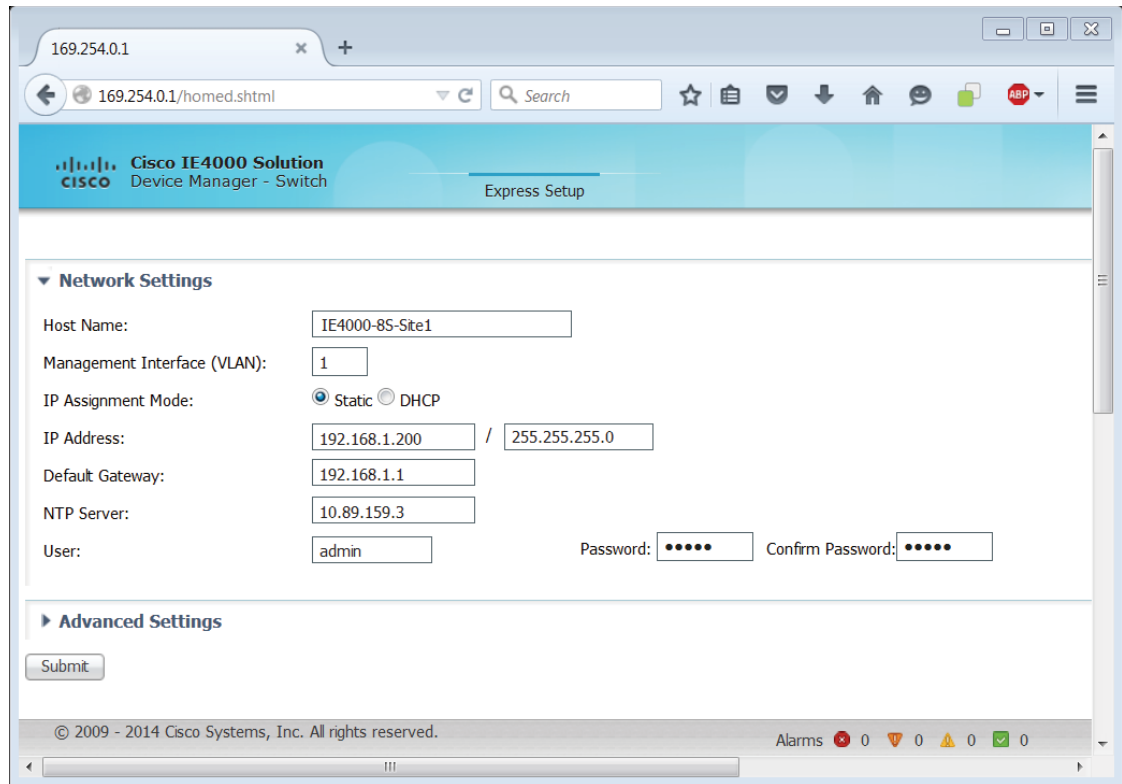 169.254.0.1
169.254.0.1/homed.shtml
Search
ABP
CISCO
Cisco IE4000 Solution
Device Manager - Switch
Express Setup
Network Settings
Host Name: IE4000-8S-Site1
Management Interface (VLAN): 1
IP Assignment Mode: Static DHCP
IP Address: 192.168.1.200 / 255.255.255.0
Default Gateway: 192.168.1.1
NTP Server: 10.89.159.3
User: admin Password: ••••• Confirm Password: •••••
Advanced Settings
Submit
© 2009 - 2014 Cisco Systems, Inc. All rights reserved.
Alarms 0 0 0 0